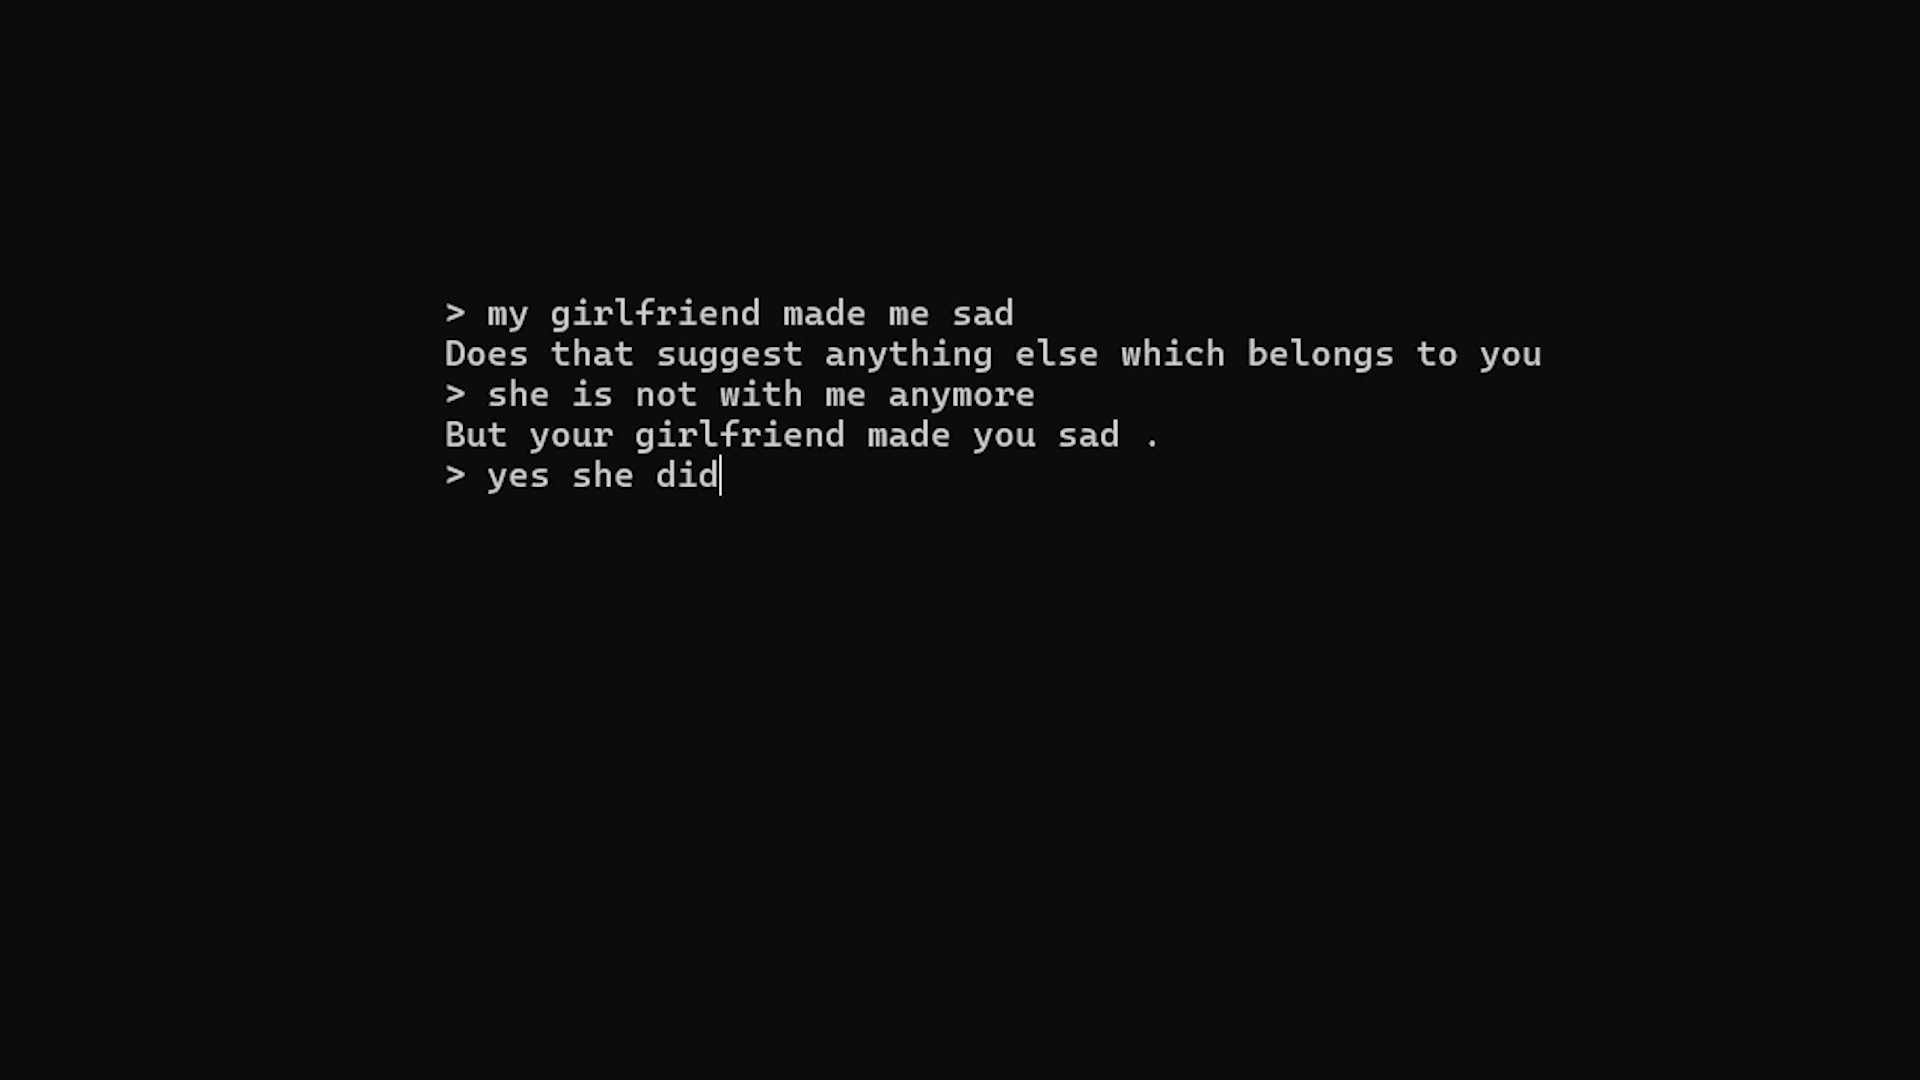 > my girlfriend made me sad
Does that suggest anything else which belongs to you
> she is not with me anymore
But your girlfriend made you sad .
> yes she did